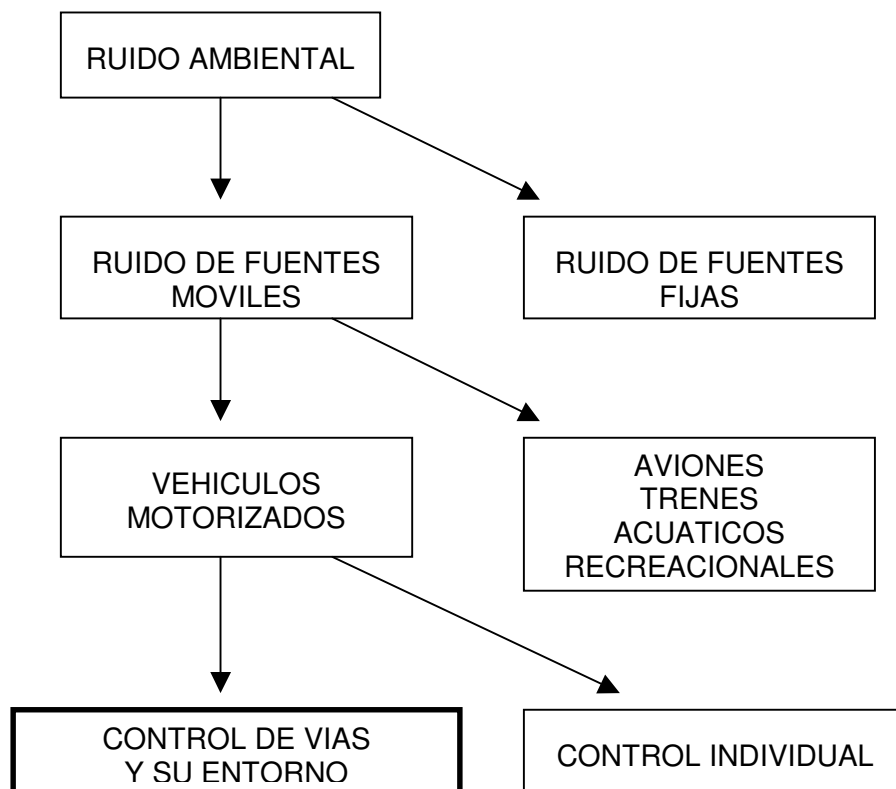 RUIDO AMBIENTAL
RUIDO DE FUENTES
MOVILES
RUIDO DE FUENTES
FIJAS
VEHICULOS
MOTORIZADOS
AVIONES
TRENES
ACUATICOS
RECREACIONALES
CONTROL DE VIAS
Y SU ENTORNO
CONTROL INDIVIDUAL